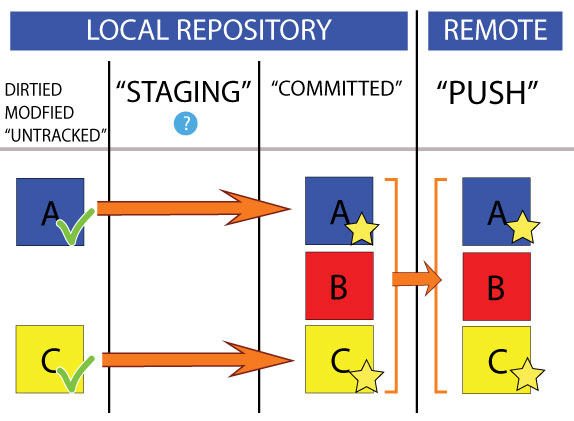 LOCAL REPOSITORY
REMOTE
DIRTIED
MODFIED
“UNTRACKED”
“STAGING”
?
“COMMITTED”
“PUSH”
A
A
A
B
B
C
C
C